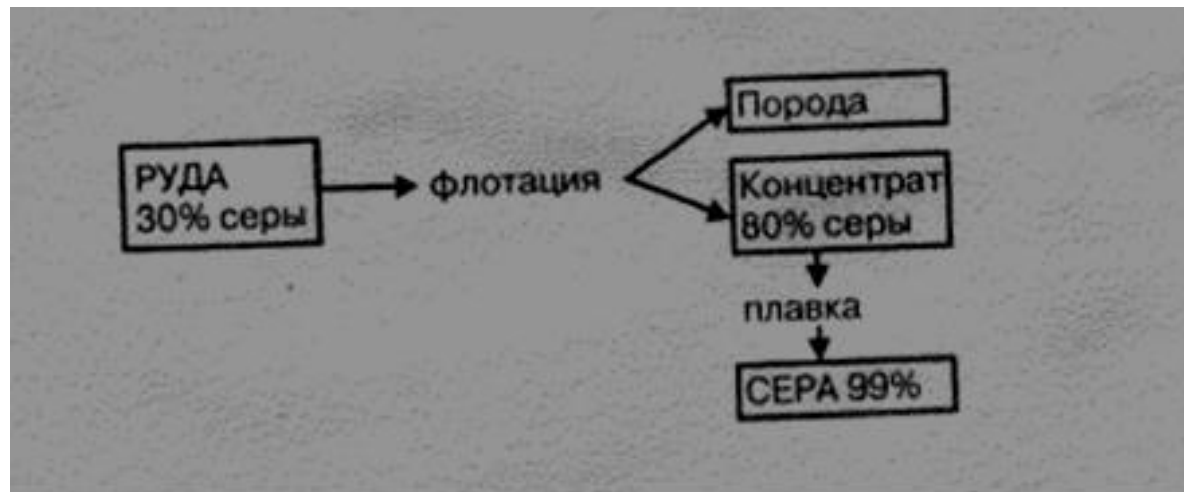 РУДА
30% серы
флотация
Порода
Концентрат
80% серы
плавка
СЕРА 99%